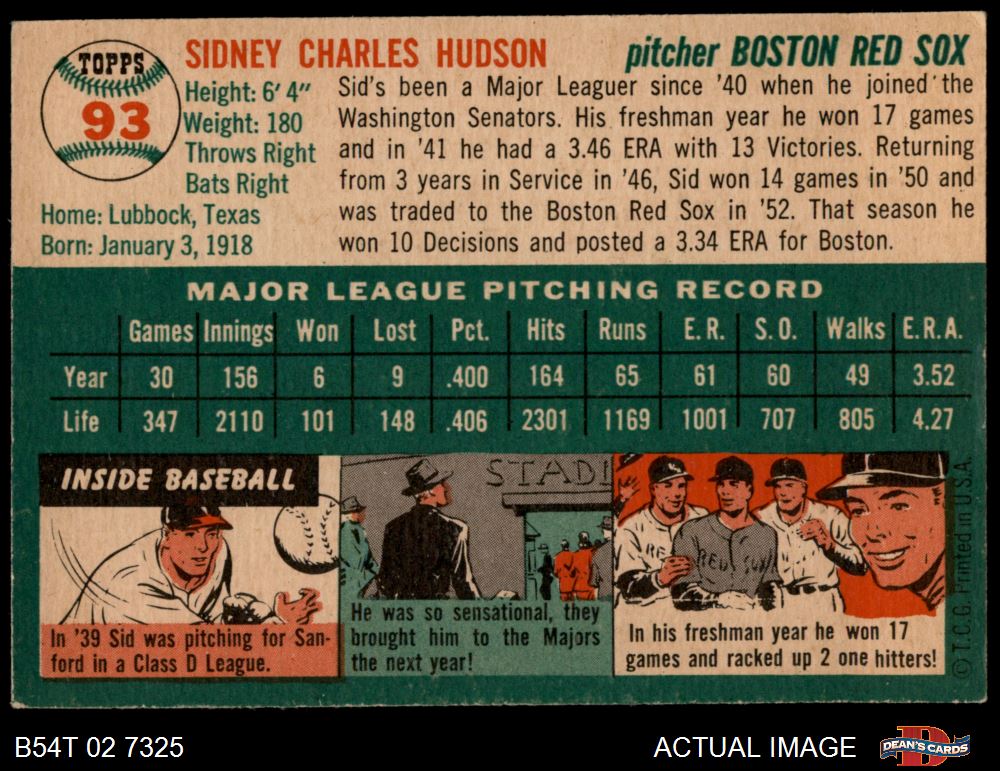 TOPPS
93
SIDNEY CHARLES HUDSON
pitcher BOSTON RED SOX
Height: 6' 4"
Weight: 180
Throws Right
Bats Right
Home: Lubbock, Texas
Born: January 3, 1918
Sid's been a Major Leaguer since '40 when he joined the
Washington Senators. His freshman year he won 17 games
and in '41 he had a 3.46 ERA with 13 Victories. Returning
from 3 years in Service in '46, Sid won 14 games in '50 and
was traded to the Boston Red Sox in '52. That season he
won 10 Decisions and posted a 3.34 ERA for Boston.
MAJOR LEAGUE PITCHING RECORD
Games Innings Won Lost Pct. Hits Runs E.R. S.O. Walks E.R.A.
Year 30 156 6 9 .400 164 65 61 60 49 3.52
Life 347 2110 101 148 .406 2301 1169 1001 707 805 4.27
INSIDE BASEBALL
In '39 Sid was pitching for San-
ford in a Class D League.
STADI
He was so sensational, they
brought him to the Majors
the next year!
RE
RED SOX
In his freshman year he won 17
games and racked up 2 one hitters!
© T.C.G. Printed in U.S.A.
B54T 02 7325
ACTUAL IMAGE
DEAN'S CARDS